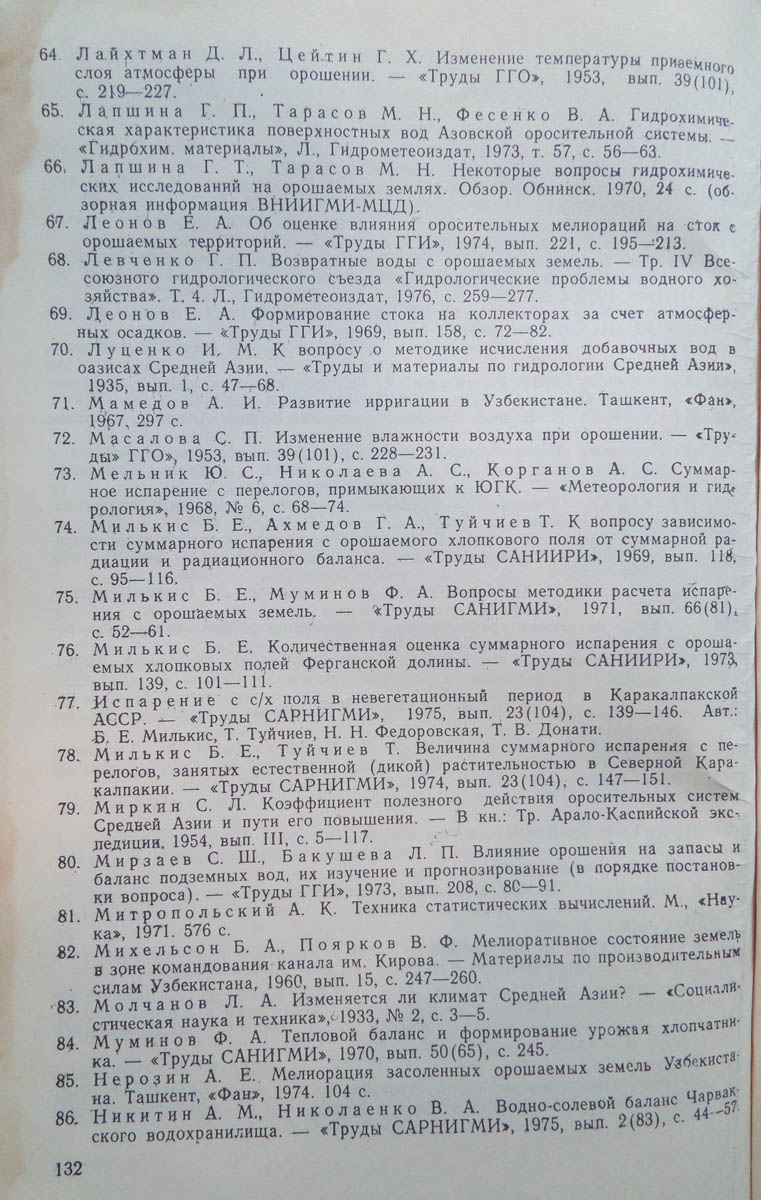 64. Лайхтман Д. Л., Цейтин Г. Х. Изменение температуры приземного
слоя атмосферы при орошении. — «Труды ГГО», 1953, вып. 39(101),
с. 219—227.
65. Лапшина Г. П., Тарасов М. Н., Фесенко В. А. Гидрохимиче-
ская характеристика поверхностных вод Азовской оросительной системы. —
«Гидрохим. материалы», Л., Гидрометеоиздат, 1973, т. 57, с. 56—63.
66. Лапшина Г. Т., Тарасов М. Н. Некоторые вопросы гидрохимиче-
ских исследований на орошаемых землях. Обзор. Обнинск. 1970, 24 с. (об-
зорная информация ВНИИГМИ-МЦД).
67. Леонов Е. А. Об оценке влияния оросительных мелиораций на сток с
орошаемых территорий. — «Труды ГГИ», 1974, вып. 221, с. 195—213.
68. Левченко Г. П. Возвратные воды с орошаемых земель. — Тр. IV Все-
союзного гидрологического съезда «Гидрологические проблемы водного хо-
зяйства». Т. 4. Л., Гидрометеоиздат, 1976, с. 259—277.
69. Леонов Е. А. Формирование стока на коллекторах за счет атмосфер-
ных осадков. — «Труды ГГИ», 1969, вып. 158, с. 72—82.
70. Луценко И. М. К вопросу о методике исчисления добавочных вод в
оазисах Средней Азии, — «Труды и материалы по гидрологии Средней Азии»,
1935, вып. 1, с. 47—68.
71. Мамедов А. И. Развитие ирригации в Узбекистане. Ташкент, «Фан»,
1967, 297 с.
72. Масалова С. П. Изменение влажности воздуха при орошении. — «Тру-
ды» ГГО», 1953, вып. 39(101), с. 228—231.
73. Мельник Ю. С., Николаева А. С., Корганов А. С. Суммар-
ное испарение с перелогов, примыкающих к ЮГК. — «Метеорология и гид-
рология», 1968, № 6, с. 68—74.
74. Милькис Б. Е., Ахмедов Г. А., Туйчиев Т. К вопросу зависимо-
сти суммарного испарения с орошаемого хлопкового поля от суммарной ра-
диации и радиационного баланса. — «Труды САНИИРИ», 1969, вып. 118,
с. 95—116.
75. Милькис Б. Е., Муминов Ф. А. Вопросы методики расчета испаре-
ния с орошаемых земель. — «Труды САНИГМИ», 1971, вып. 66(81),
с. 52—61.
76. Милькис Б. Е. Количественная оценка суммарного испарения с ороша-
емых хлопковых полей Ферганской долины. — «Труды САНИИРИ», 1973,
вып. 139, с. 101—111.
77. Испарение с с/х поля в невегетационный период в Каракалпакской
АССР. — «Труды САРНИГМИ», 1975, вып. 23(104), с. 139—146. Авт.:
Б. Е. Милькис, Т. Туйчиев, Н. Н. Федоровская, Т. В. Донати.
78. Милькис Б. Е., Туйчиев Т. Величина суммарного испарения с пе-
релогов, занятых естественной (дикой) растительностью в Северной Кара-
калпакии. — «Труды САРНИГМИ», 1974, вып. 23(104), с. 147—151.
79. Миркин С. Л. Коэффициент полезного действия оросительных систем
Средней Азии и пути его повышения. — В кн.: Тр. Арало-Каспийской экс-
педиции, 1954, вып. III, с. 5—117.
80. Мирзаев С. Ш., Бакушева Л. П. Влияние орошения на запасы и
баланс подземных вод, их изучение и прогнозирование (в порядке постанов-
ки вопроса). — «Труды ГГИ», 1973, вып. 208, с. 80—91.
81. Митропольский А. К. Техника статистических вычислений. М., «Нау-
ка», 1971. 576 с.
82. Михельсон Б. А., Поярков В. Ф. Мелиоративное состояние земель
в зоне командования канала им. Кирова. — Материалы по производительным
силам Узбекистана, 1960, вып. 15, с. 247—260.
83. Молчанов Л. А. Изменяется ли климат Средней Азии? — «Социали-
стическая наука и техника», 1933, № 2, с. 3—5.
84. Муминов Ф. А. Тепловой баланс и формирование урожая хлопчатни-
ка. — «Труды САНИГМИ», 1970, вып. 50(65), с. 245.
85. Нерозин А. Е. Мелиорация засоленных орошаемых земель Узбекиста-
на. Ташкент, «Фан», 1974. 104 с.
86. Никитин А. М., Николаенко В. А. Водно-солевой баланс Чарвак-
ского водохранилища. — «Труды САРНИГМИ», 1975, вып. 2(83), с. 44—57.
132